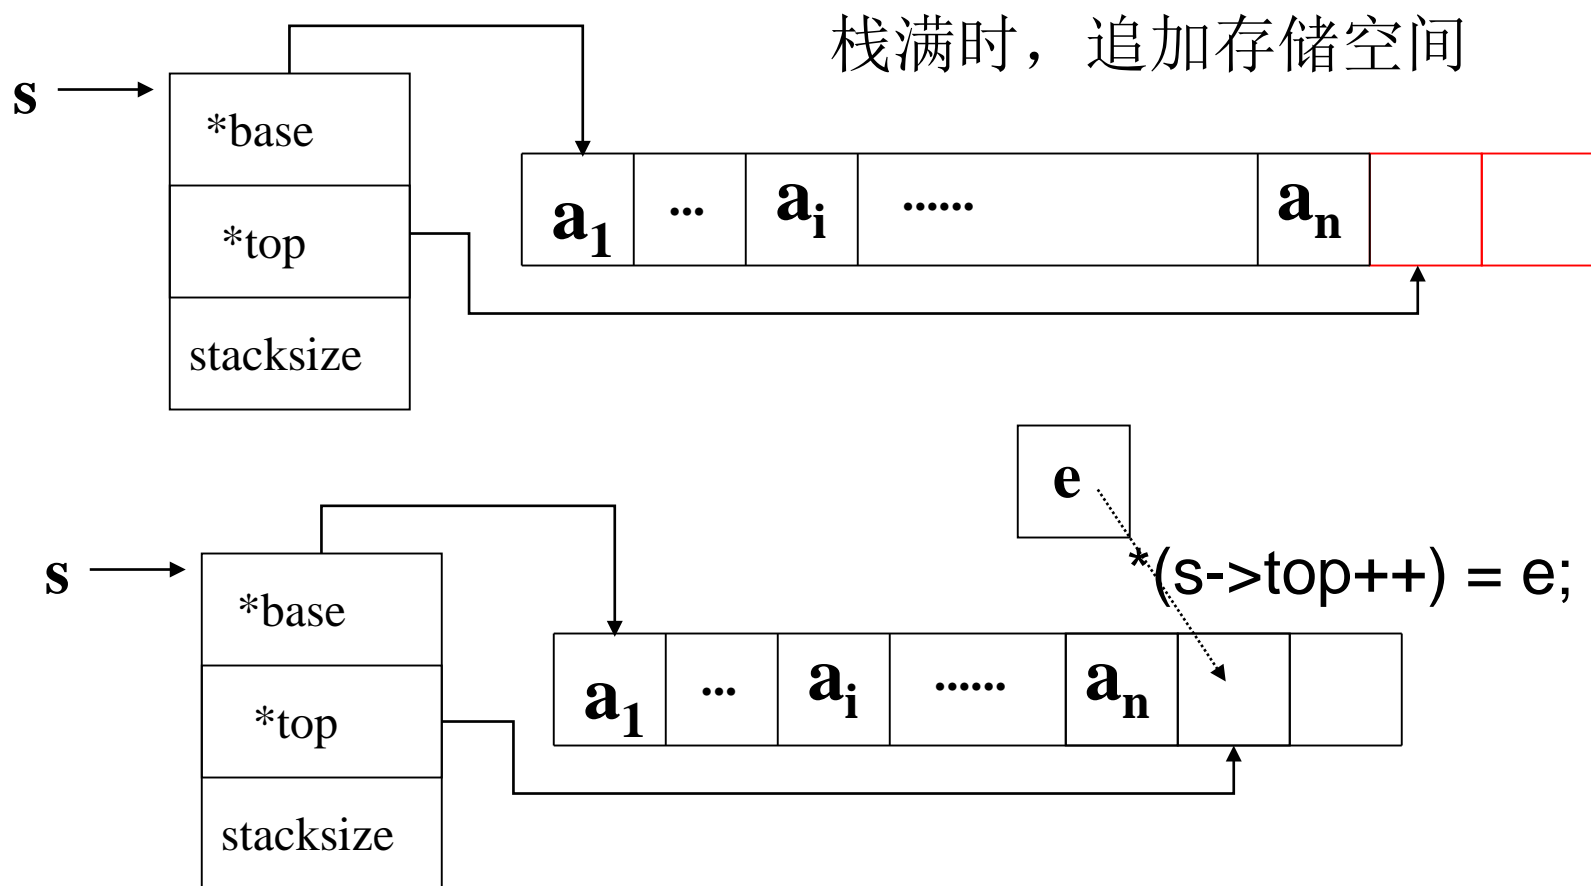 栈满时，追加存储空间
s
*base
*top
stacksize
a1 ... ai ...... an
e
*(s->top++) = e;
s
*base
*top
stacksize
a1 ... ai ...... an